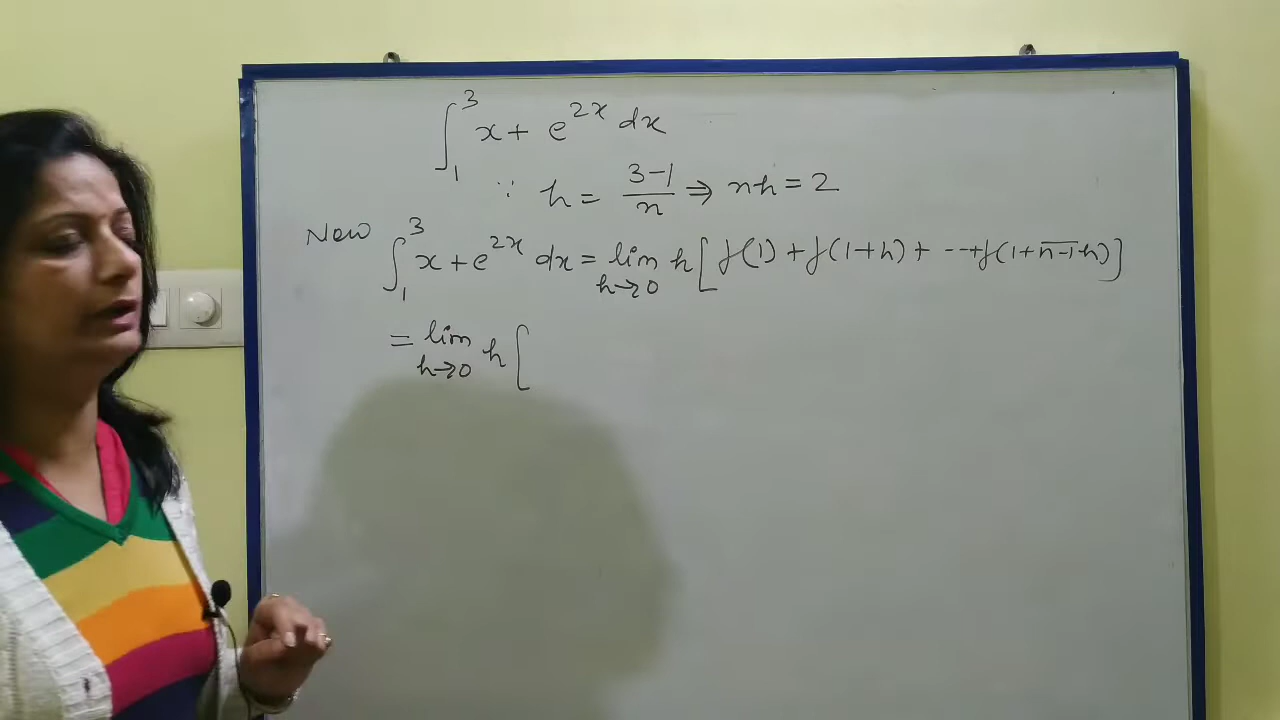 ∫₁³ x + e^{2x} dx
∵ h = (3-1)/n ⇒ nh = 2
Now ∫₁³ x + e^{2x} dx = lim_{h→0} h[f(1) + f(1+h) + --+f(1+\overline{n-1}·h)]
= lim_{h→0} h[